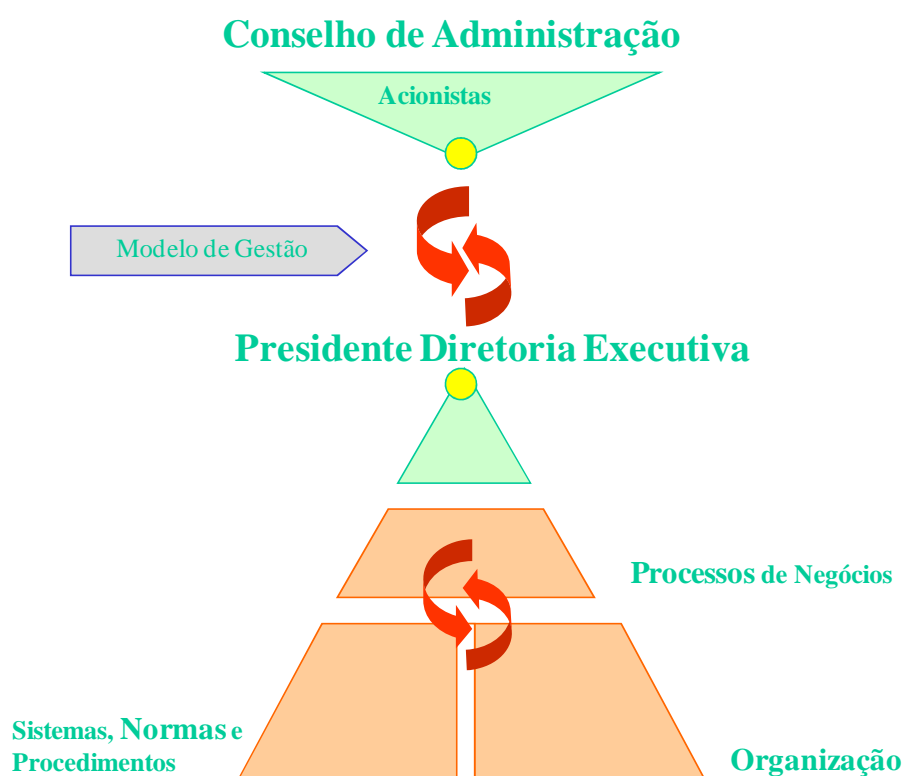 Conselho de Administração
Acionistas
Modelo de Gestão
Presidente Diretoria Executiva
Processos de Negócios
Sistemas, Normas e
Procedimentos
Organização